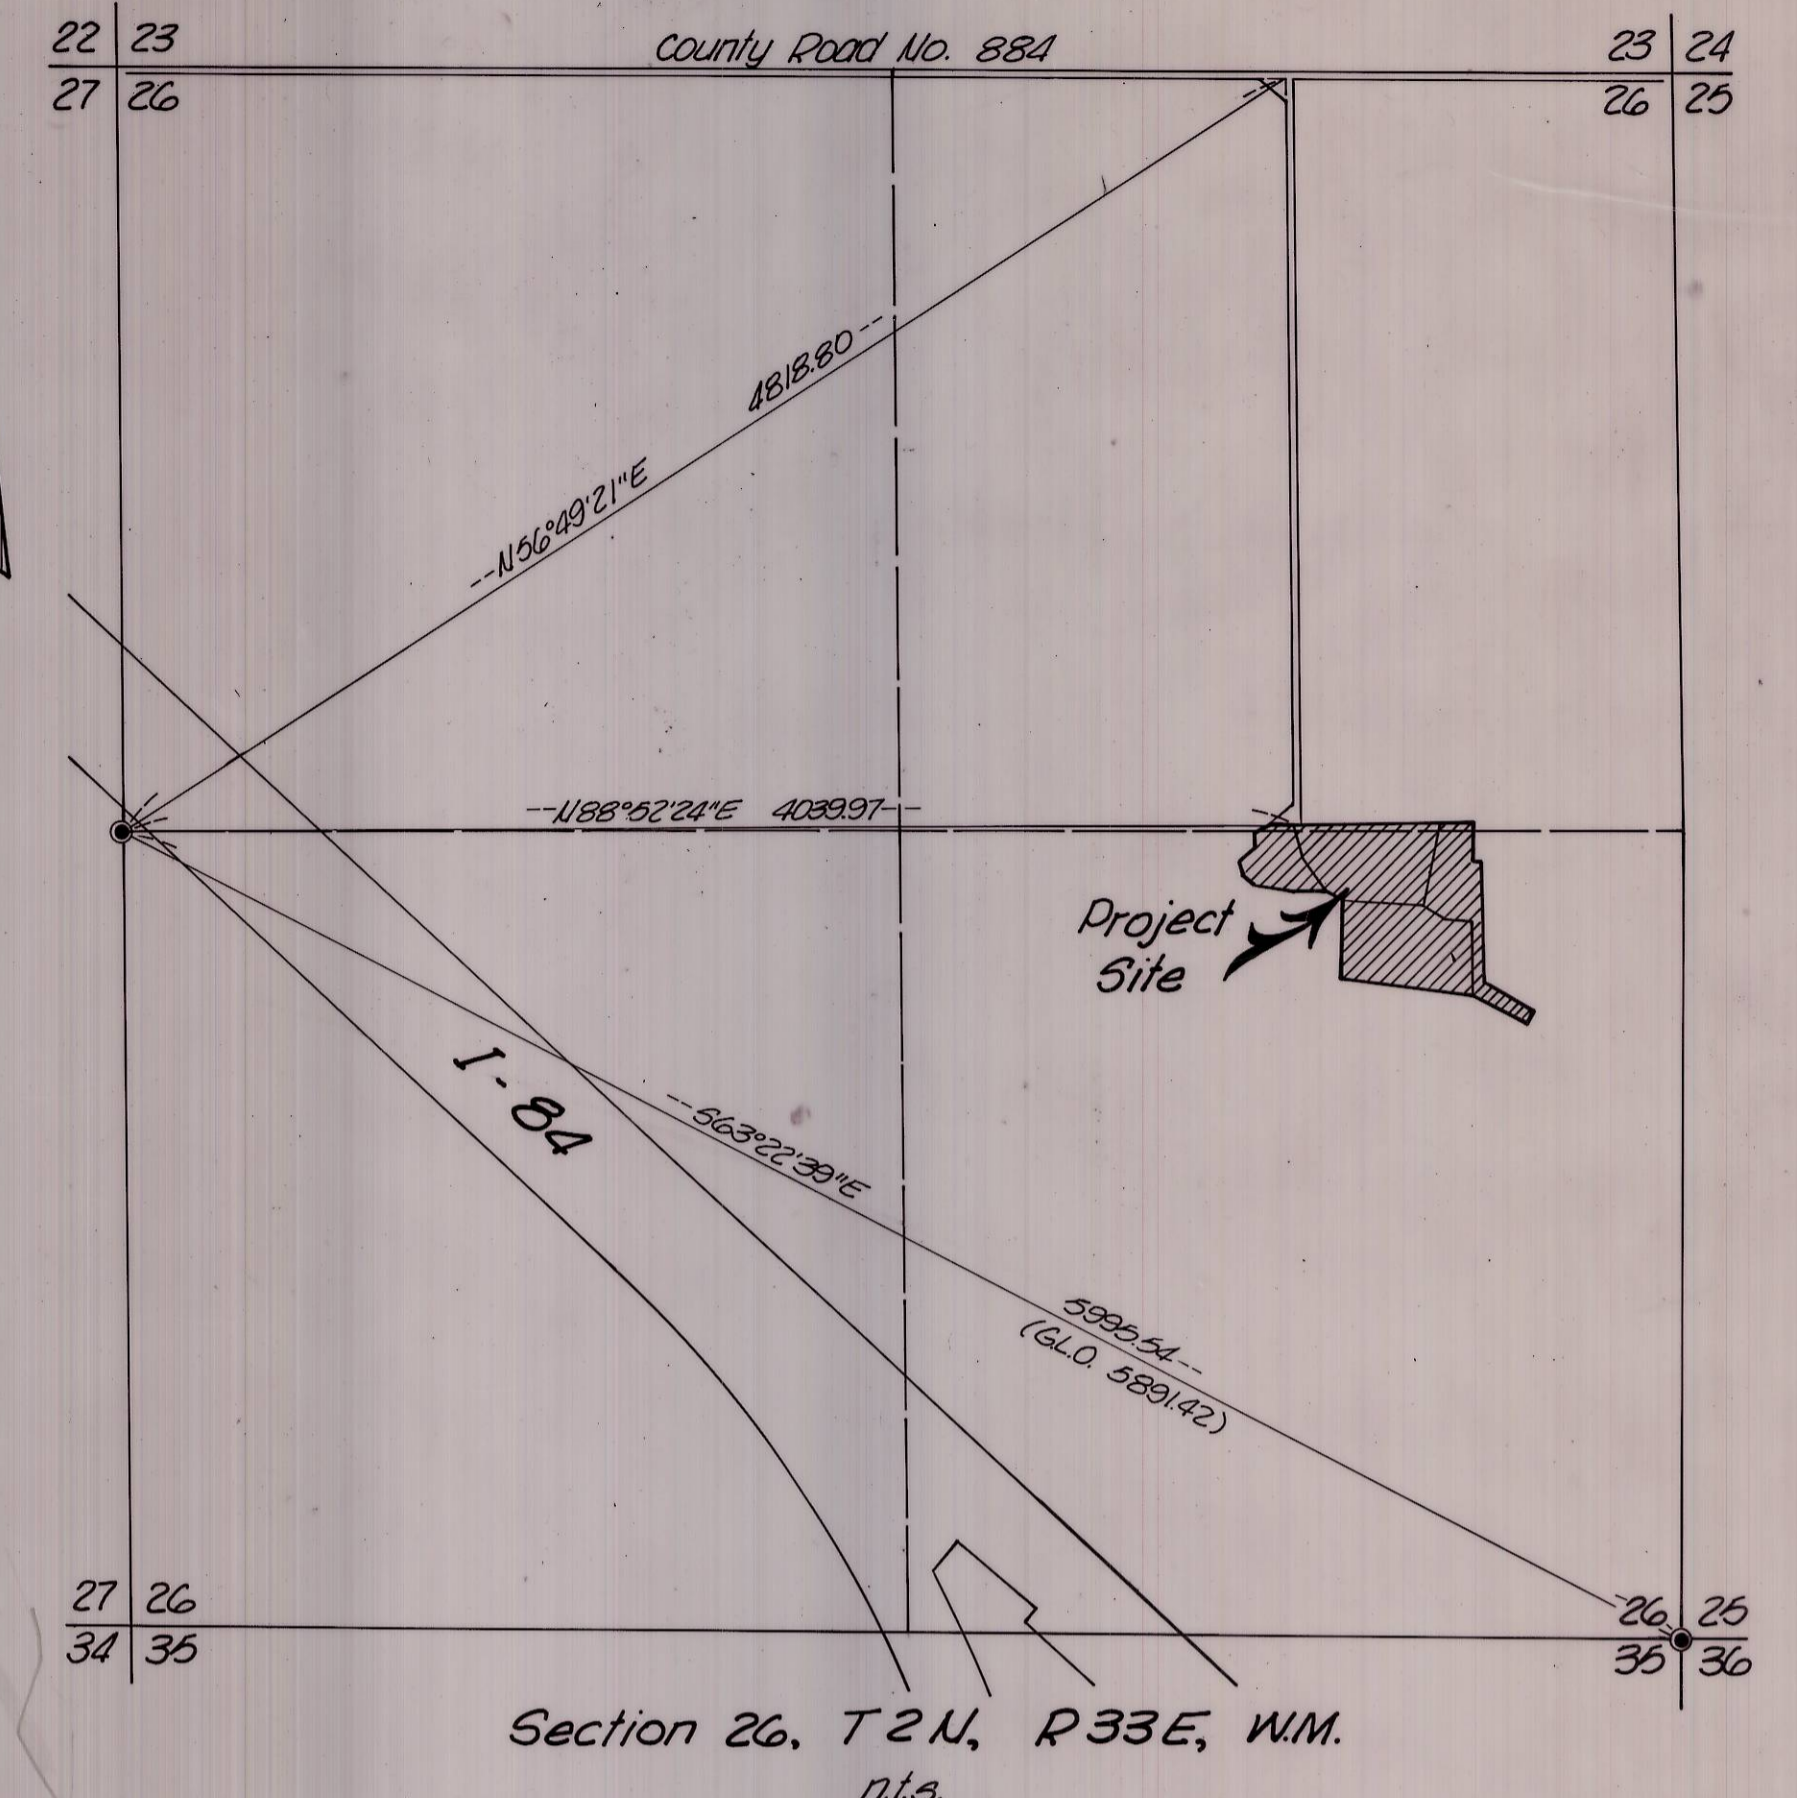 22 23
County Road No. 884
23 24
27 26
26 25
4818.80
N56°49'21"E
N88°52'24"E 4039.97
Project
Site
I-84
S63°22'39"E
5995.54
(G.L.O. 5891.42)
27 26
26 25
34 35
35 36
Section 26, T2N, R33E, W.M.
n.t.s.